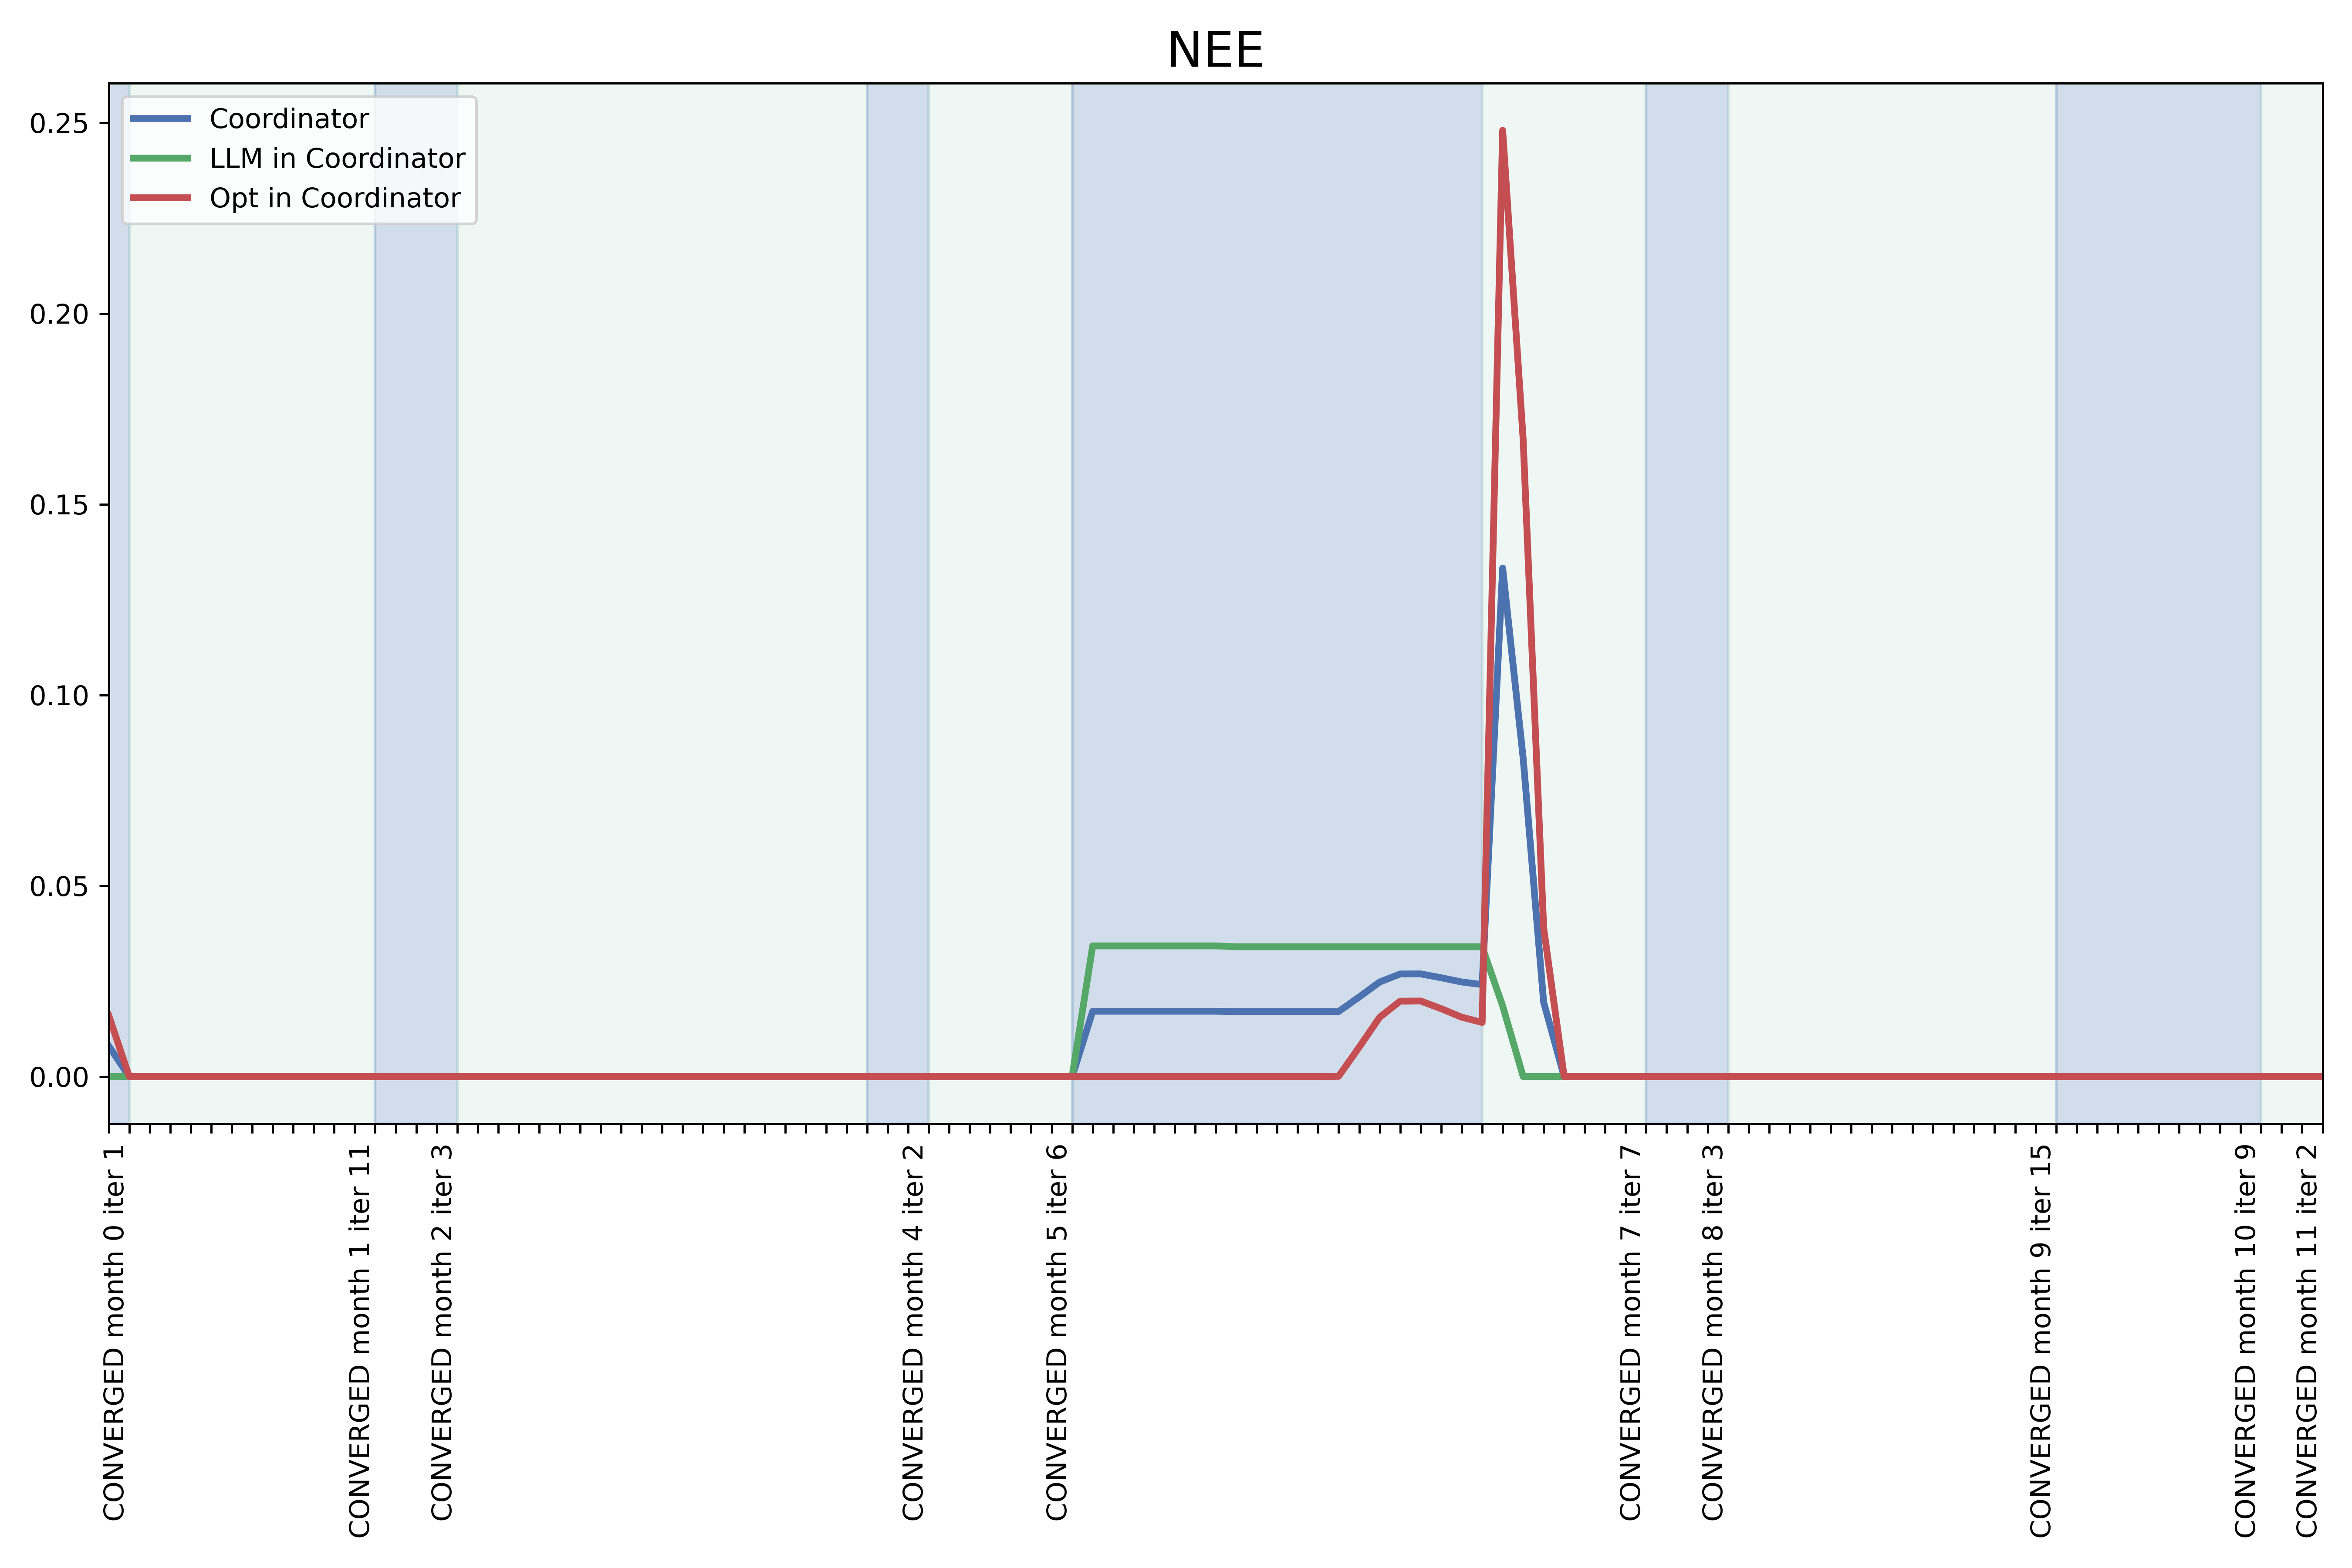 NEE
0.25
0.20
0.15
0.10
0.05
0.00
Coordinator
LLM in Coordinator
Opt in Coordinator
CONVERGED month 0 iter 1
CONVERGED month 1 iter 11
CONVERGED month 2 iter 3
CONVERGED month 4 iter 2
CONVERGED month 5 iter 6
CONVERGED month 7 iter 7
CONVERGED month 8 iter 3
CONVERGED month 9 iter 15
CONVERGED month 10 iter 9
CONVERGED month 11 iter 2